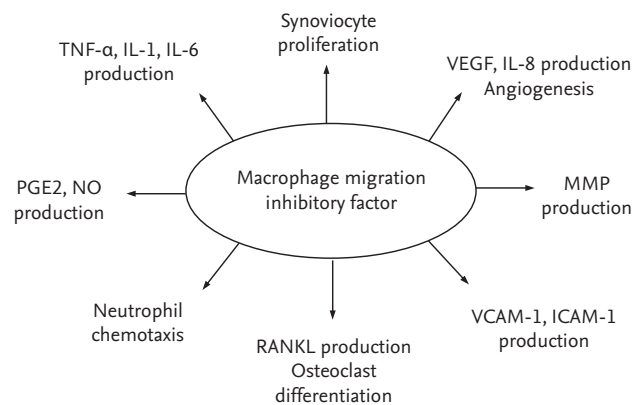 Synoviocyte
proliferation
TNF-α, IL-1, IL-6
production
VEGF, IL-8 production
Angiogenesis
PGE2, NO
production
Macrophage migration
inhibitory factor
MMP
production
Neutrophil
chemotaxis
RANKL production
Osteoclast
differentiation
VCAM-1, ICAM-1
production